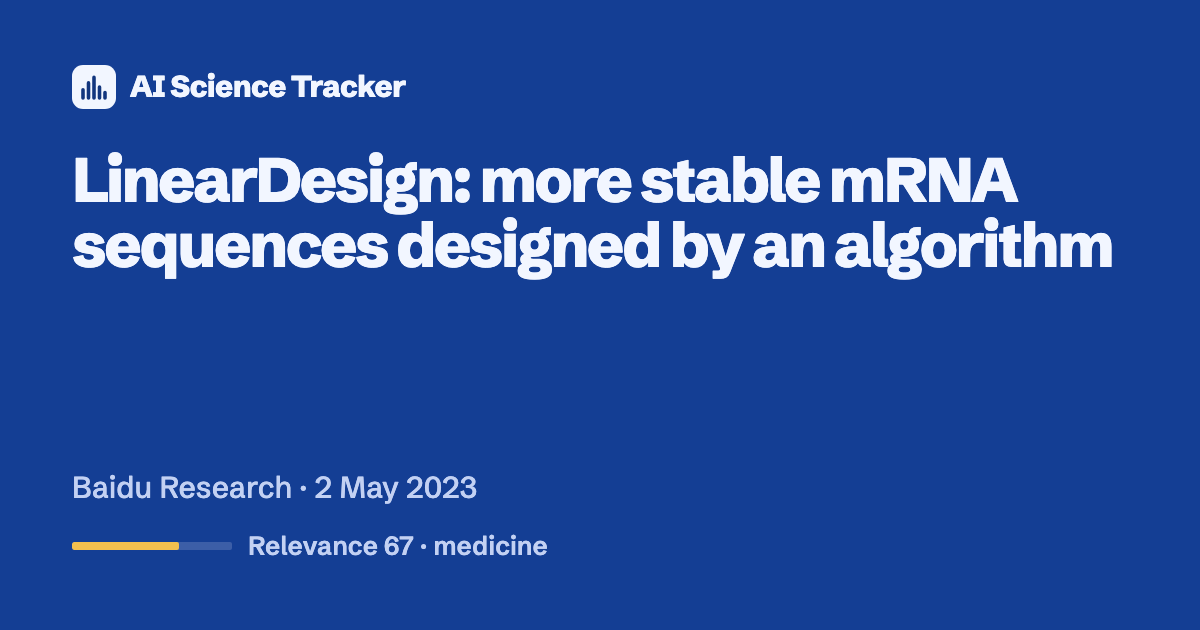 AI Science Tracker
LinearDesign: more stable mRNA
sequences designed by an algorithm
Baidu Research · 2 May 2023
Relevance 67 · medicine